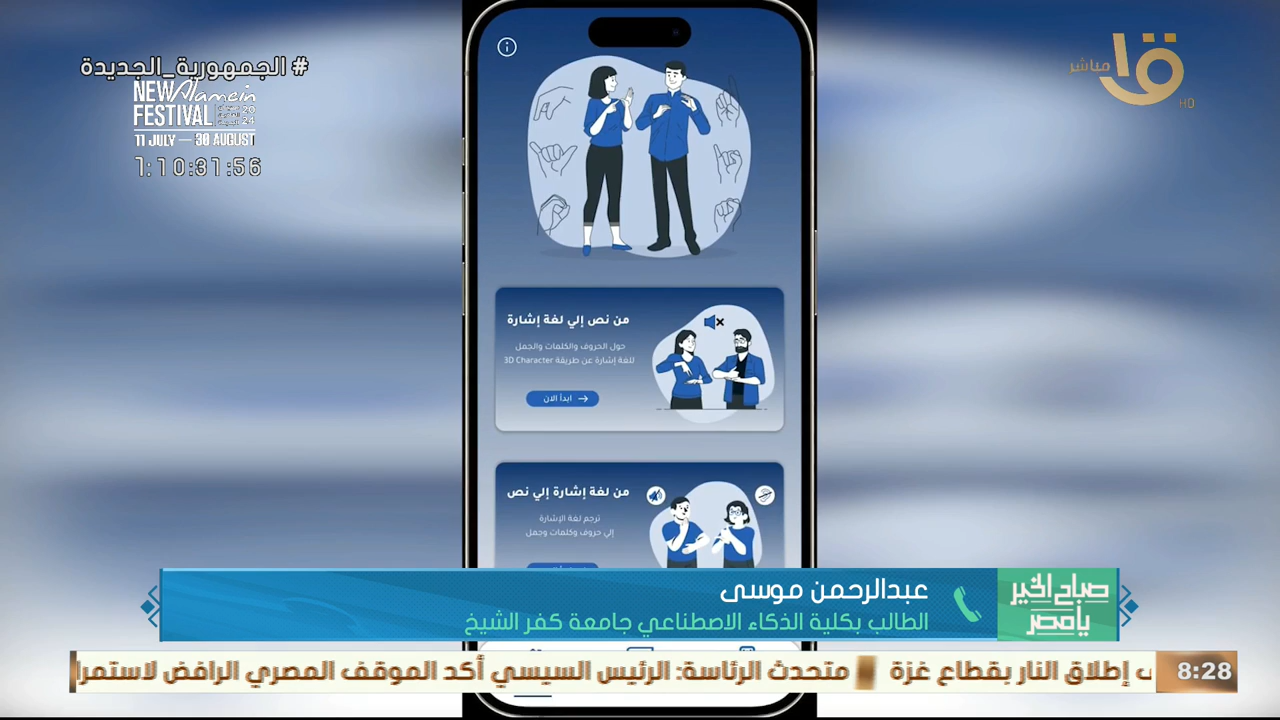 #الجمهورية_الجديدة
NEW Alamein
FESTIVAL
11 JULY — 30 AUGUST
1:10:31:56
مباشر
HD
من نص إلي لغة إشارة
حول الحروف والكلمات والجمل
للغة إشارة عن طريقة 3D Character
ابدأ الان
من لغة إشارة إلي نص
ترجم لغة الإشارة
إلي حروف وكلمات وجمل
صباح الخير
يا مصر
عبدالرحمن موسى
الطالب بكلية الذكاء الاصطناعي جامعة كفر الشيخ
8:28
إطلاق النار بقطاع غزة متحدث الرئاسة: الرئيس السيسي أكد الموقف المصري الرافض